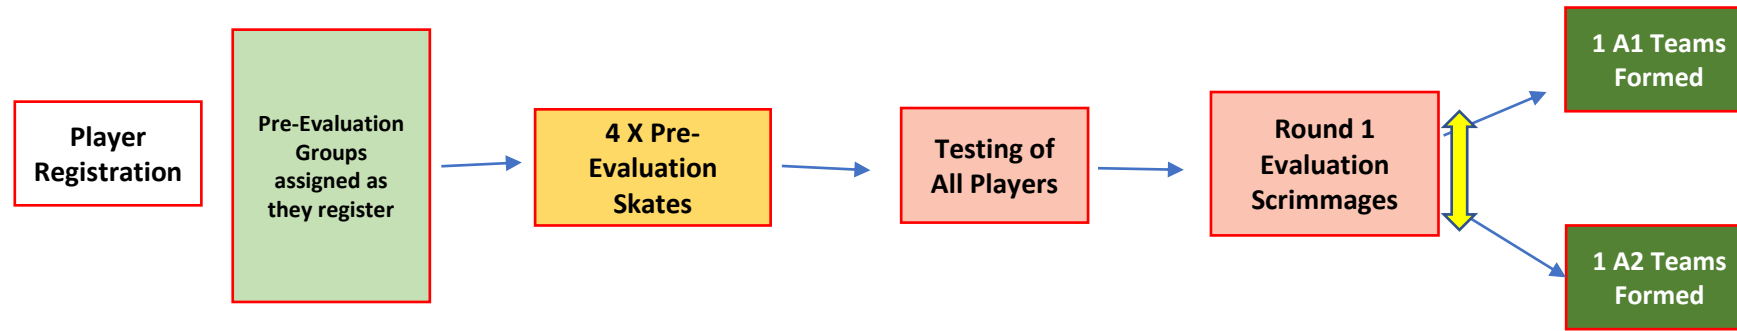 Player
Registration
Pre-Evaluation
Groups
assigned as
they register
4 X Pre-
Evaluation
Skates
Testing of
All Players
Round 1
Evaluation
Scrimmages
1 A1 Teams
Formed
1 A2 Teams
Formed